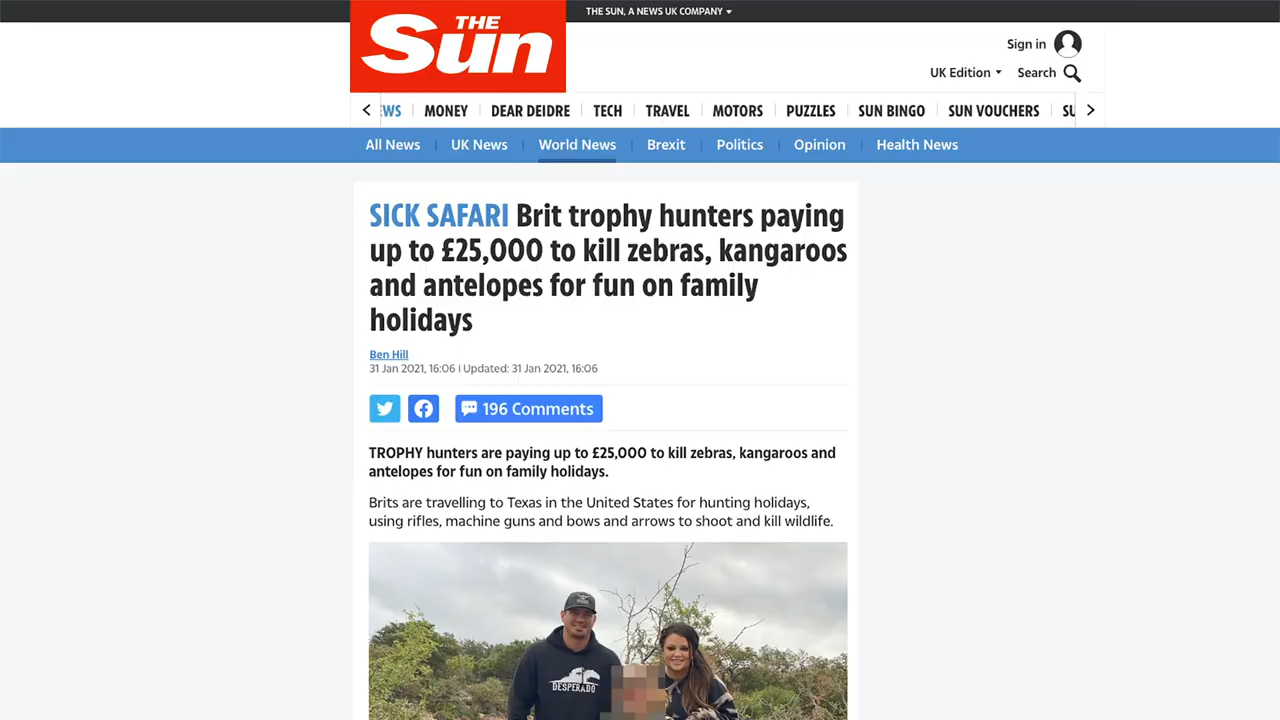 THE SUN, A NEWS UK COMPANY
THE
Sun
Sign in
UK Edition
Search
WS
MONEY
DEAR DEIDRE
TECH
TRAVEL
MOTORS
PUZZLES
SUN BINGO
SUN VOUCHERS
SU
All News
UK News
World News
Brexit
Politics
Opinion
Health News
SICK SAFARI Brit trophy hunters paying
up to £25,000 to kill zebras, kangaroos
and antelopes for fun on family
holidays
Ben Hill
31 Jan 2021, 16:06 | Updated: 31 Jan 2021, 16:06
196 Comments
TROPHY hunters are paying up to £25,000 to kill zebras, kangaroos and
antelopes for fun on family holidays.
Brits are travelling to Texas in the United States for hunting holidays,
using rifles, machine guns and bows and arrows to shoot and kill wildlife.
DESPERADO